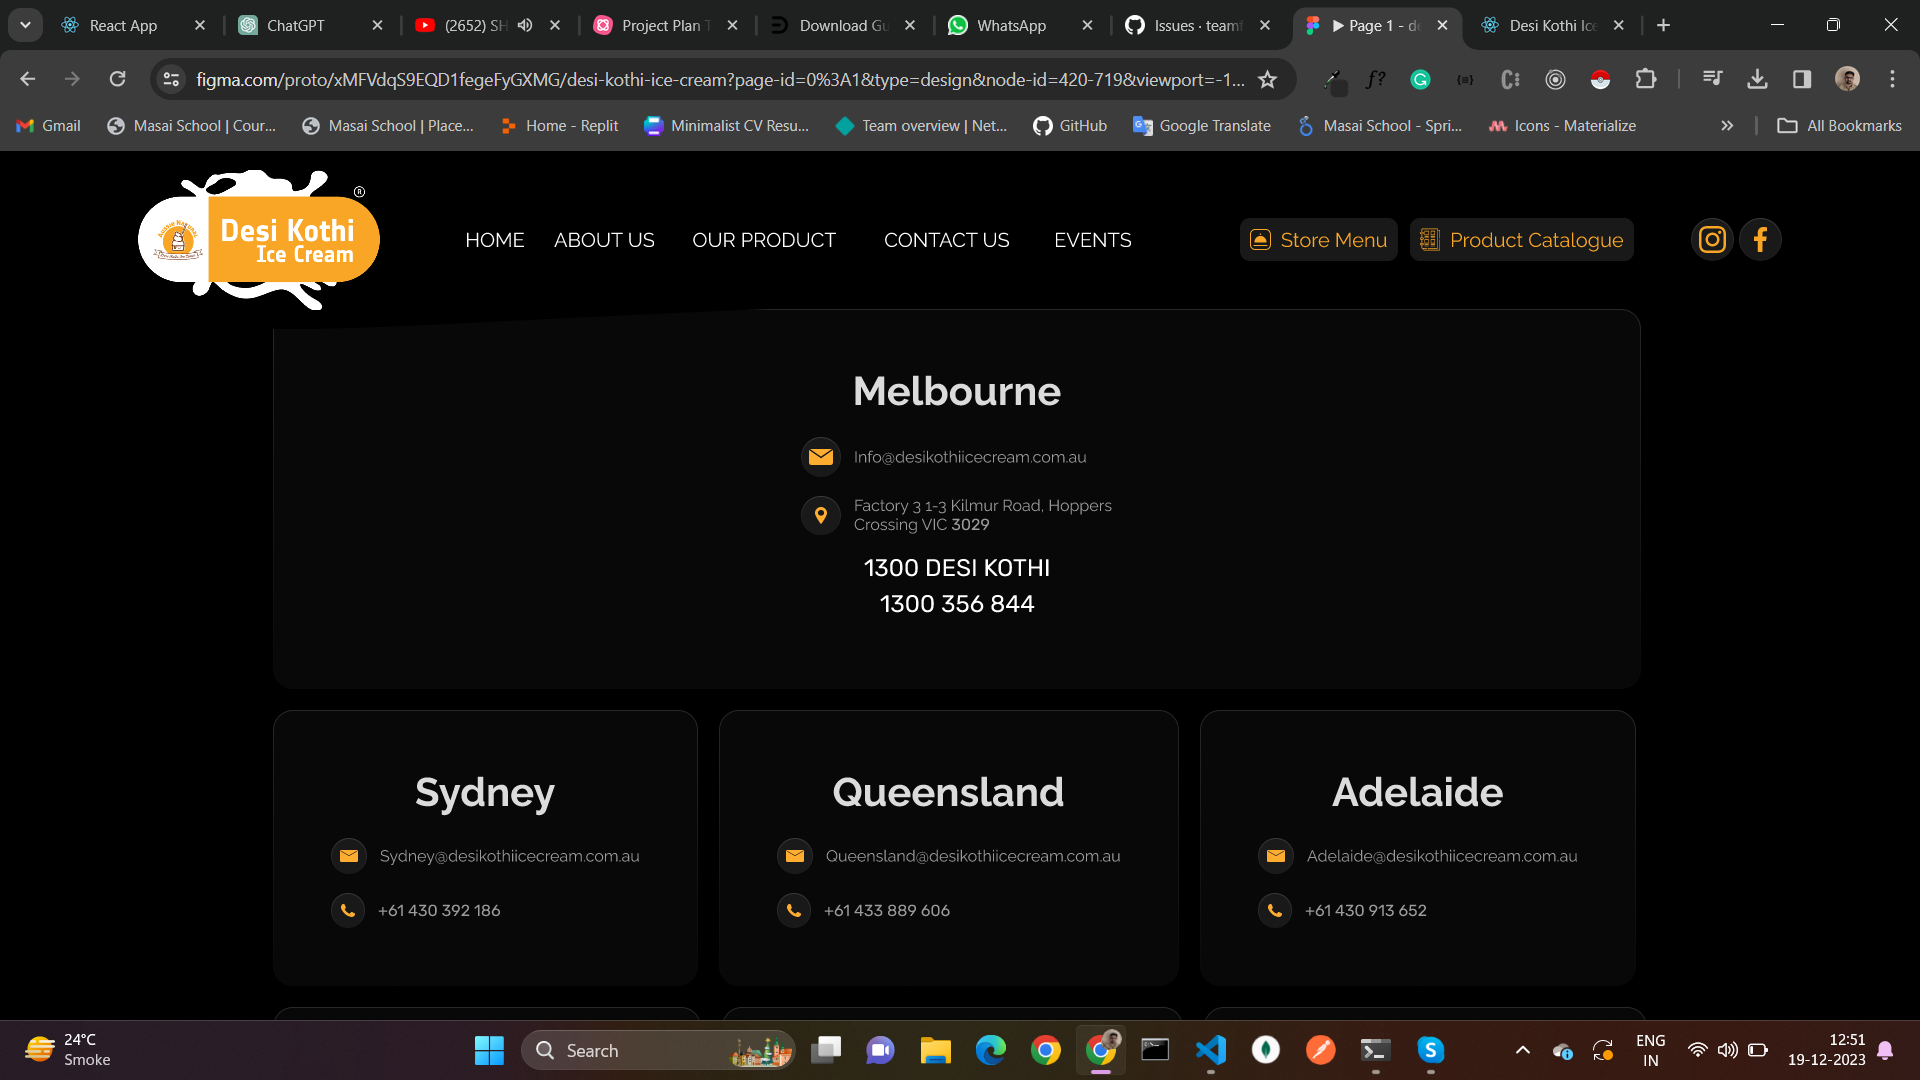 React App
ChatGPT
(2652) SH
Project Plan T
Download Gu
WhatsApp
Issues · teamf
▶ Page 1 - de
Desi Kothi Ice
figma.com/proto/xMFVdqS9EQD1fegeFyGXMG/desi-kothi-ice-cream?page-id=0%3A1&type=design&node-id=420-719&viewport=-1...
Gmail
Masai School | Cour...
Masai School | Place...
Home - Replit
Minimalist CV Resu...
Team overview | Net...
GitHub
Google Translate
Masai School - Spri...
Icons - Materialize
All Bookmarks
®
Desi Kothi
Ice Cream
HOME
ABOUT US
OUR PRODUCT
CONTACT US
EVENTS
Store Menu
Product Catalogue
Melbourne
Info@desikothiicecream.com.au
Factory 3 1-3 Kilmur Road, Hoppers
Crossing VIC 3029
1300 DESI KOTHI
1300 356 844
Sydney
Sydney@desikothiicecream.com.au
+61 430 392 186
Queensland
Queensland@desikothiicecream.com.au
+61 433 889 606
Adelaide
Adelaide@desikothiicecream.com.au
+61 430 913 652
24°C
Smoke
Search
ENG
IN
12:51
19-12-2023